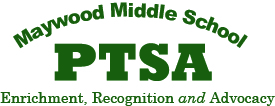 Maywood Middle School
PTSA
Enrichment, Recognition and Advocacy